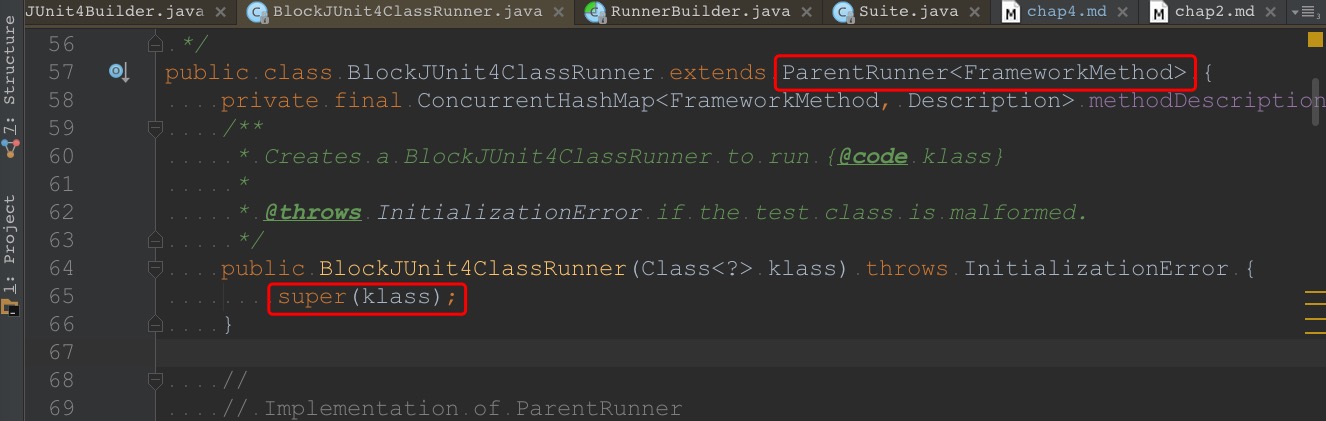 JUnit4Builder.java BlockJUnit4ClassRunner.java RunnerBuilder.java Suite.java chap4.md chap2.md 3
7: Structure
1: Project
56 */
57 public class BlockJUnit4ClassRunner extends ParentRunner<FrameworkMethod> {
58 private final ConcurrentHashMap<FrameworkMethod, Description> methodDescription
59 /**
60 * Creates a BlockJUnit4ClassRunner to run {@code klass}
61 *
62 * @throws InitializationError if the test class is malformed.
63 */
64 public BlockJUnit4ClassRunner(Class<?> klass) throws InitializationError {
65 super(klass);
66 }
67
68 //
69 // Implementation of ParentRunner